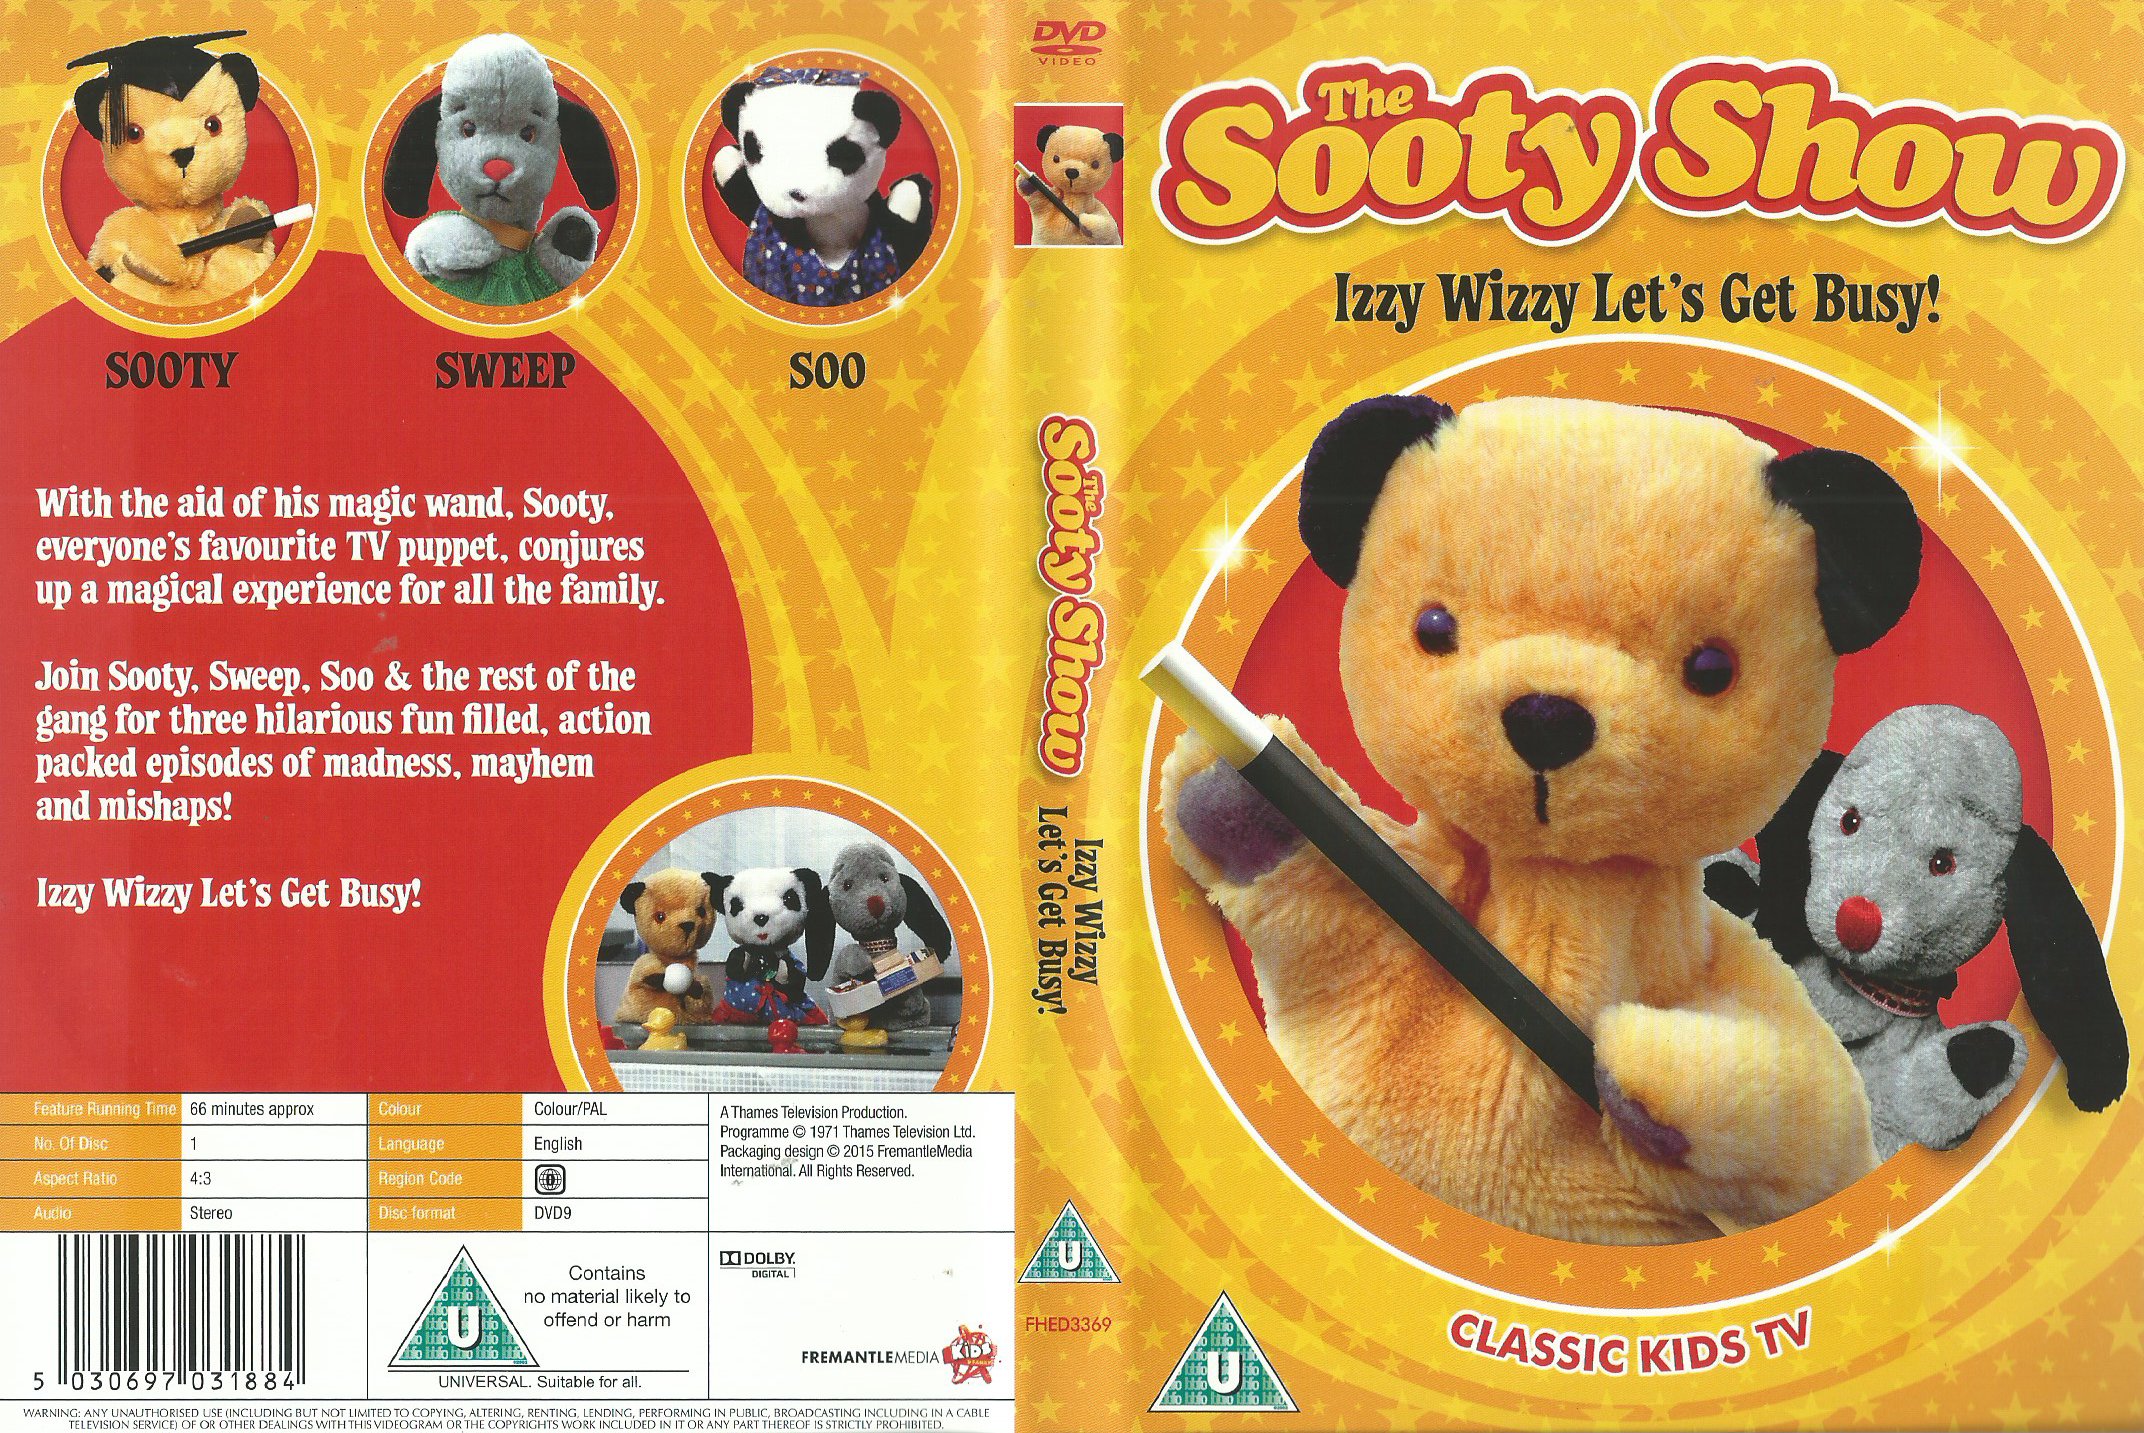 SOOTY
SWEEP
SOO
With the aid of his magic wand, Sooty,
everyone's favourite TV puppet, conjures
up a magical experience for all the family.
Join Sooty, Sweep, Soo & the rest of the
gang for three hilarious fun filled, action
packed episodes of madness, mayhem
and mishaps!
Izzy Wizzy Let's Get Busy!
Feature Running Time 66 minutes approx
No. Of Disc 1
Aspect Ratio 4:3
Audio Stereo
Colour Colour/PAL
Language English
Region Code 0
Disc format DVD9
A Thames Television Production.
Programme © 1971 Thames Television Ltd.
Packaging design © 2015 FremantleMedia
International. All Rights Reserved.
5 030697 031884
U
Contains
no material likely to
offend or harm
UNIVERSAL. Suitable for all.
DOLBY.
DIGITAL
FREMANTLEMEDIA
KIDS
WARNING: ANY UNAUTHORISED USE (INCLUDING BUT NOT LIMITED TO COPYING, ALTERING, RENTING, LENDING, PERFORMING IN PUBLIC, BROADCASTING INCLUDING IN A CABLE
TELEVISION SERVICE) OF OR OTHER DEALINGS WITH THIS VIDEOGRAM OR THE COPYRIGHTS WORK INCLUDED IN IT OR ANY PART THEREOF IS STRICTLY PROHIBITED.
DVD
VIDEO
The
Sooty Show
Izzy Wizzy
Let's Get Busy!
U
FHED3369
The
Sooty Show
Izzy Wizzy Let's Get Busy!
CLASSIC KIDS TV
U